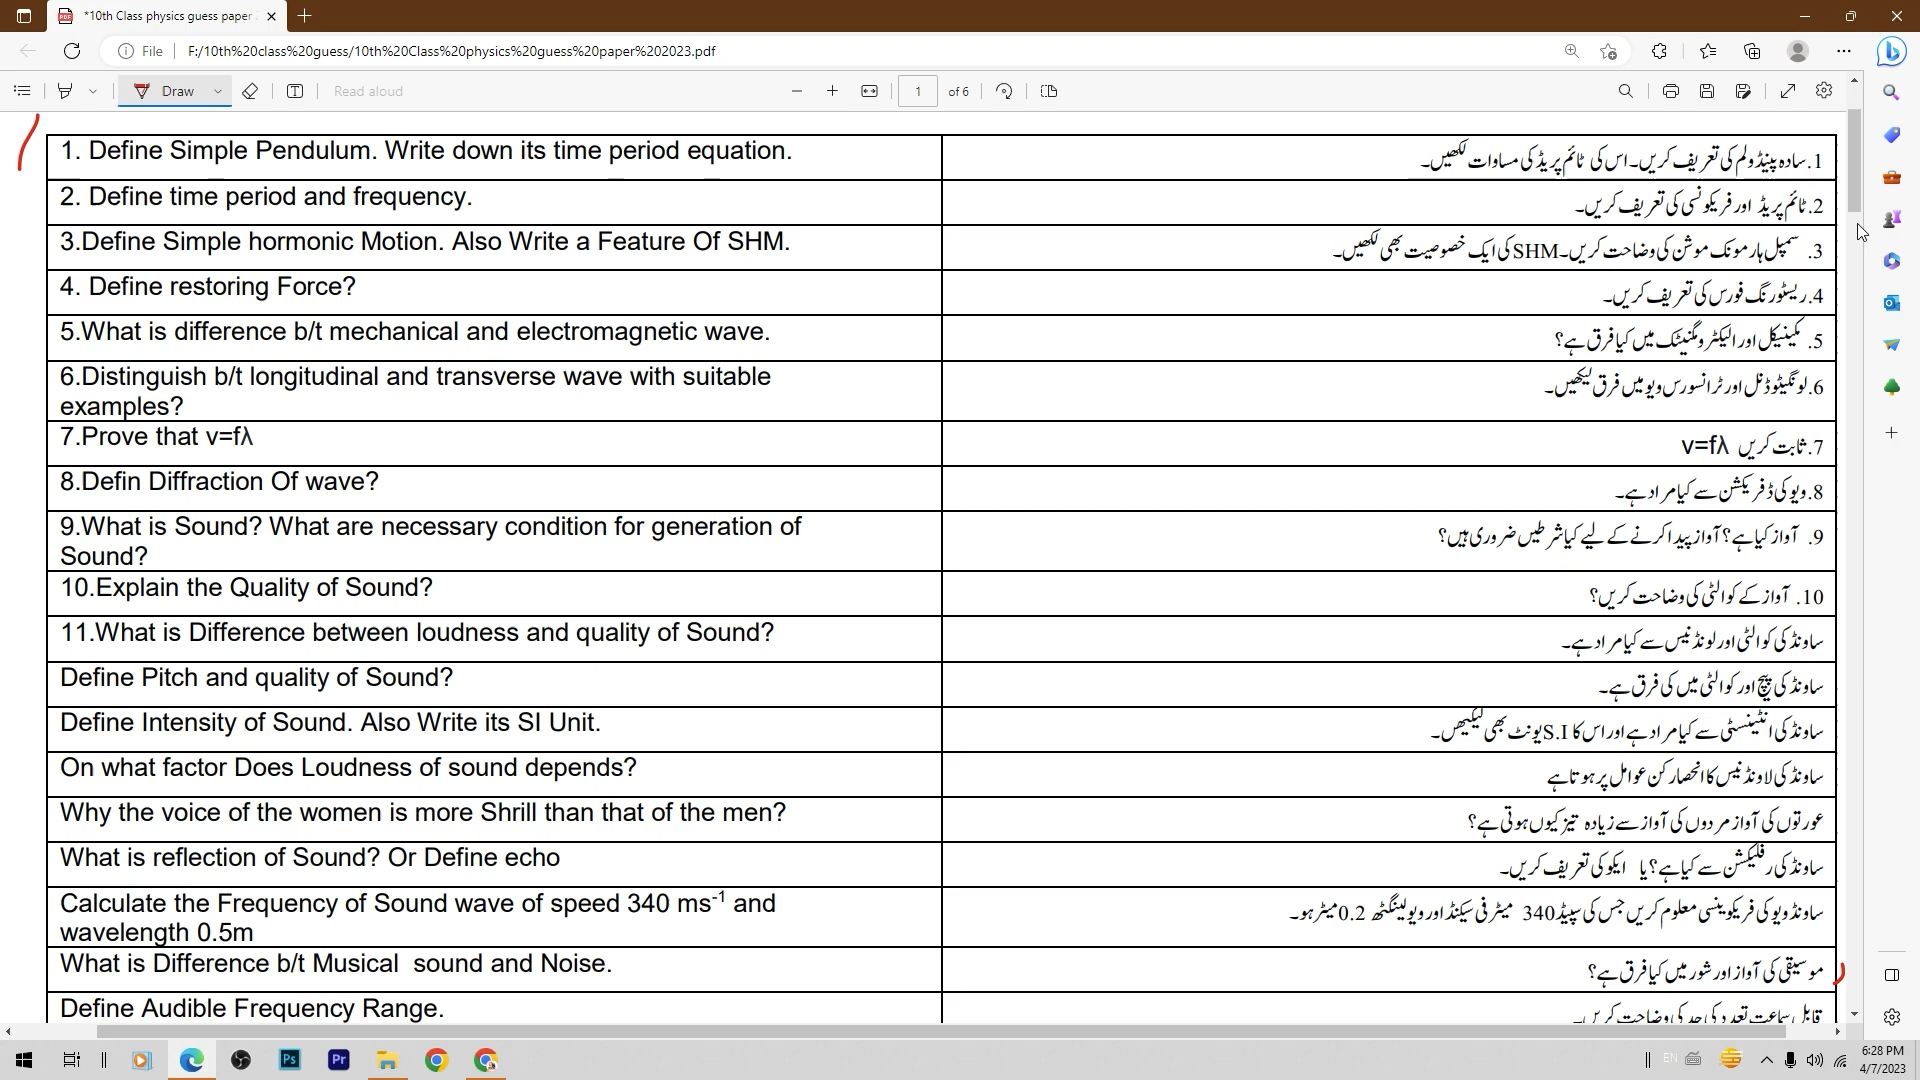 *10th Class physics guess paper
File
F:/10th%20class%20guess/10th%20Class%20physics%20guess%20paper%202023.pdf
Draw
Read aloud
1
of 6
1. Define Simple Pendulum. Write down its time period equation.
1. سادہ پینڈولم کی تعریف کریں۔ اس کی ٹائم پریڈ کی مساوات لکھیں۔
2. Define time period and frequency.
2. ٹائم پریڈ اور فریکونسی کی تعریف کریں۔
3.Define Simple hormonic Motion. Also Write a Feature Of SHM.
3. سمپل ہارمونک موشن کی وضاحت کریں۔ SHM کی ایک خصوصیت بھی لکھیں۔
4. Define restoring Force?
4. ریسٹورنگ فورس کی تعریف کریں۔
5.What is difference b/t mechanical and electromagnetic wave.
5. مکینیکل اور الیکٹرومگنیٹک میں کیا فرق ہے؟
6.Distinguish b/t longitudinal and transverse wave with suitable
examples?
6. لونگیٹوڈنل اور ٹرانسورس ویو میں فرق لیکھیں۔
7.Prove that v=fλ
7. ثابت کریں v=fλ
8.Defin Diffraction Of wave?
8. ویو کی ڈفریکشن سے کیا مراد ہے۔
9.What is Sound? What are necessary condition for generation of
Sound?
9. آواز کیا ہے؟ آواز پیدا کرنے کے لیے کیا شرطیں ضروری ہیں؟
10.Explain the Quality of Sound?
10. آواز کے کوالٹی کی وضاحت کریں؟
11.What is Difference between loudness and quality of Sound?
ساونڈ کی کوالٹی اور لونڈنیس سے کیا مراد ہے۔
Define Pitch and quality of Sound?
ساونڈ کی پچ اور کوالٹی میں کی فرق ہے۔
Define Intensity of Sound. Also Write its SI Unit.
ساونڈ کی انٹینسٹی سے کیا مراد ہے اور اس کا S.I یونٹ بھی لیکیھں۔
On what factor Does Loudness of sound depends?
ساونڈ کی لاونڈنیس کا انحصار کن عوامل پر ہوتا ہے
Why the voice of the women is more Shrill than that of the men?
عورتوں کی آواز مردوں کی آواز سے زیادہ تیز کیوں ہوتی ہے؟
What is reflection of Sound? Or Define echo
ساونڈ کی رفلیکشن سے کیا ہے؟ یا ایکو کی تعریف کریں۔
Calculate the Frequency of Sound wave of speed 340 ms-1 and
wavelength 0.5m
ساونڈ ویو کی فریکوینسی معلوم کریں جس کی سپیڈ 340 میٹر فی سیکنڈ اور ویولینگٹھ 0.2 میٹر ہو۔
What is Difference b/t Musical sound and Noise.
موسیقی کی آواز اور شور میں کیا فرق ہے؟
Define Audible Frequency Range.
قابل سماعت تعدد کی حد کی وضاحت کریں۔
Ps
Pr
EN
6:28 PM
4/7/2023